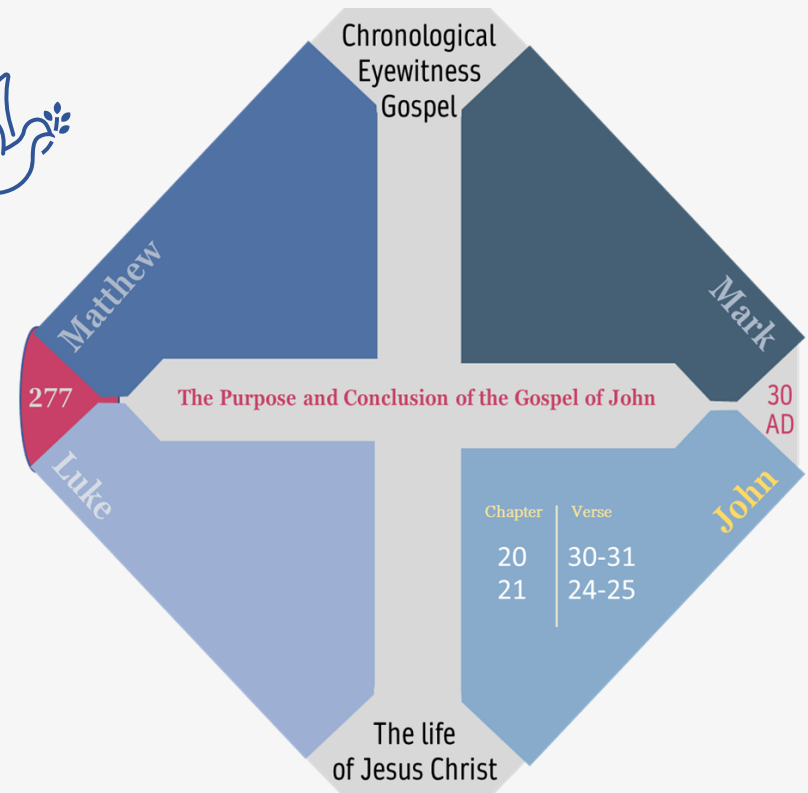 Chronological
Eyewitness
Gospel
Matthew
Mark
277
The Purpose and Conclusion of the Gospel of John
30
AD
Luke
John
Chapter Verse
20 30-31
21 24-25
The life
of Jesus Christ